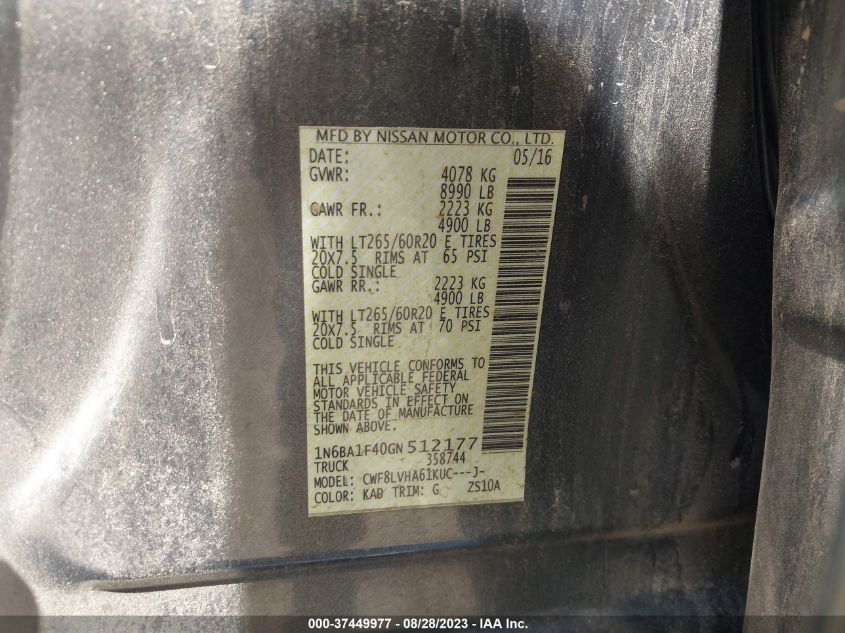 MFD BY NISSAN MOTOR CO., LTD.
DATE: 05/16
GVWR: 4078 KG
8990 LB
GAWR FR.: 2223 KG
4900 LB
WITH LT265/60R20 E TIRES
20X7.5 RIMS AT 65 PSI
COLD SINGLE
GAWR RR.: 2223 KG
4900 LB
WITH LT265/60R20 E TIRES
20X7.5 RIMS AT 70 PSI
COLD SINGLE
THIS VEHICLE CONFORMS TO
ALL APPLICABLE FEDERAL
MOTOR VEHICLE SAFETY
STANDARDS IN EFFECT ON
THE DATE OF MANUFACTURE
SHOWN ABOVE.
1N6BA1F40GN512177
TRUCK 358744
MODEL: CWF8LVHA61KUC---J-
COLOR: KAD TRIM: G ZS10A
000-37449977 - 08/28/2023 - IAA Inc.